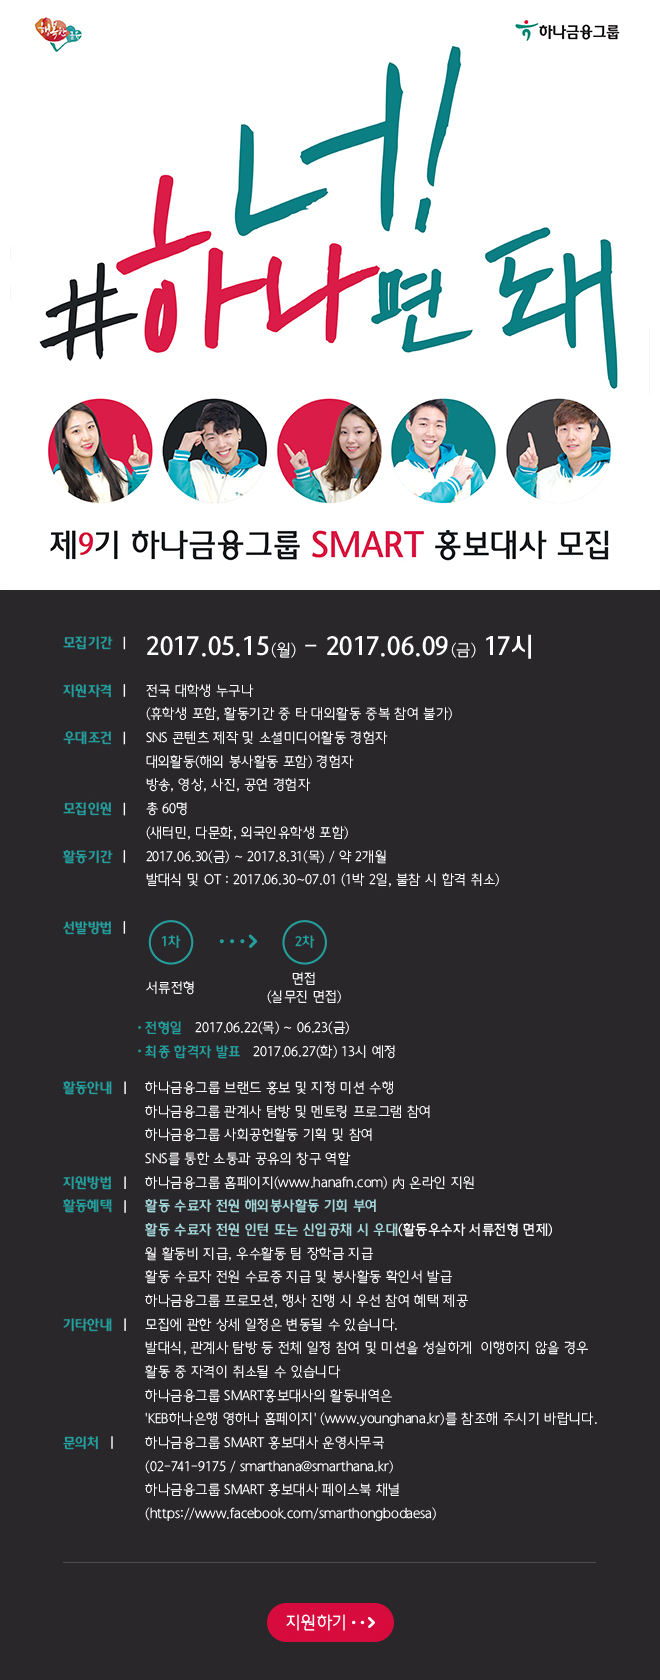 행복한금융
하나금융그룹
너!
#하나면 돼
제9기 하나금융그룹 SMART 홍보대사 모집
모집기간 | 2017.05.15(월) - 2017.06.09(금) 17시
지원자격 | 전국 대학생 누구나
(휴학생 포함, 활동기간 중 타 대외활동 중복 참여 불가)
우대조건 | SNS 콘텐츠 제작 및 소셜미디어활동 경험자
대외활동(해외 봉사활동 포함) 경험자
방송, 영상, 사진, 공연 경험자
모집인원 | 총 60명
(새터민, 다문화, 외국인유학생 포함)
활동기간 | 2017.06.30(금) ~ 2017.8.31(목) / 약 2개월
발대식 및 OT : 2017.06.30~07.01 (1박 2일, 불참 시 합격 취소)
선발방법 | 1차 2차
서류전형 면접
(실무진 면접)
· 전형일 2017.06.22(목) ~ 06.23(금)
· 최종 합격자 발표 2017.06.27(화) 13시 예정
활동안내 | 하나금융그룹 브랜드 홍보 및 지정 미션 수행
하나금융그룹 관계사 탐방 및 멘토링 프로그램 참여
하나금융그룹 사회공헌활동 기획 및 참여
SNS를 통한 소통과 공유의 창구 역할
지원방법 | 하나금융그룹 홈페이지(www.hanafn.com) 內 온라인 지원
활동혜택 | 활동 수료자 전원 해외봉사활동 기회 부여
활동 수료자 전원 인턴 또는 신입공채 시 우대(활동우수자 서류전형 면제)
월 활동비 지급, 우수활동 팀 장학금 지급
활동 수료자 전원 수료증 지급 및 봉사활동 확인서 발급
하나금융그룹 프로모션, 행사 진행 시 우선 참여 혜택 제공
기타안내 | 모집에 관한 상세 일정은 변동될 수 있습니다.
발대식, 관계사 탐방 등 전체 일정 참여 및 미션을 성실하게 이행하지 않을 경우
활동 중 자격이 취소될 수 있습니다
하나금융그룹 SMART홍보대사의 활동내역은
'KEB하나은행 영하나 홈페이지' (www.younghana.kr)를 참조해 주시기 바랍니다.
문의처 | 하나금융그룹 SMART 홍보대사 운영사무국
(02-741-9175 / smarthana@smarthana.kr)
하나금융그룹 SMART 홍보대사 페이스북 채널
(https://www.facebook.com/smarthongbodaesa)
지원하기